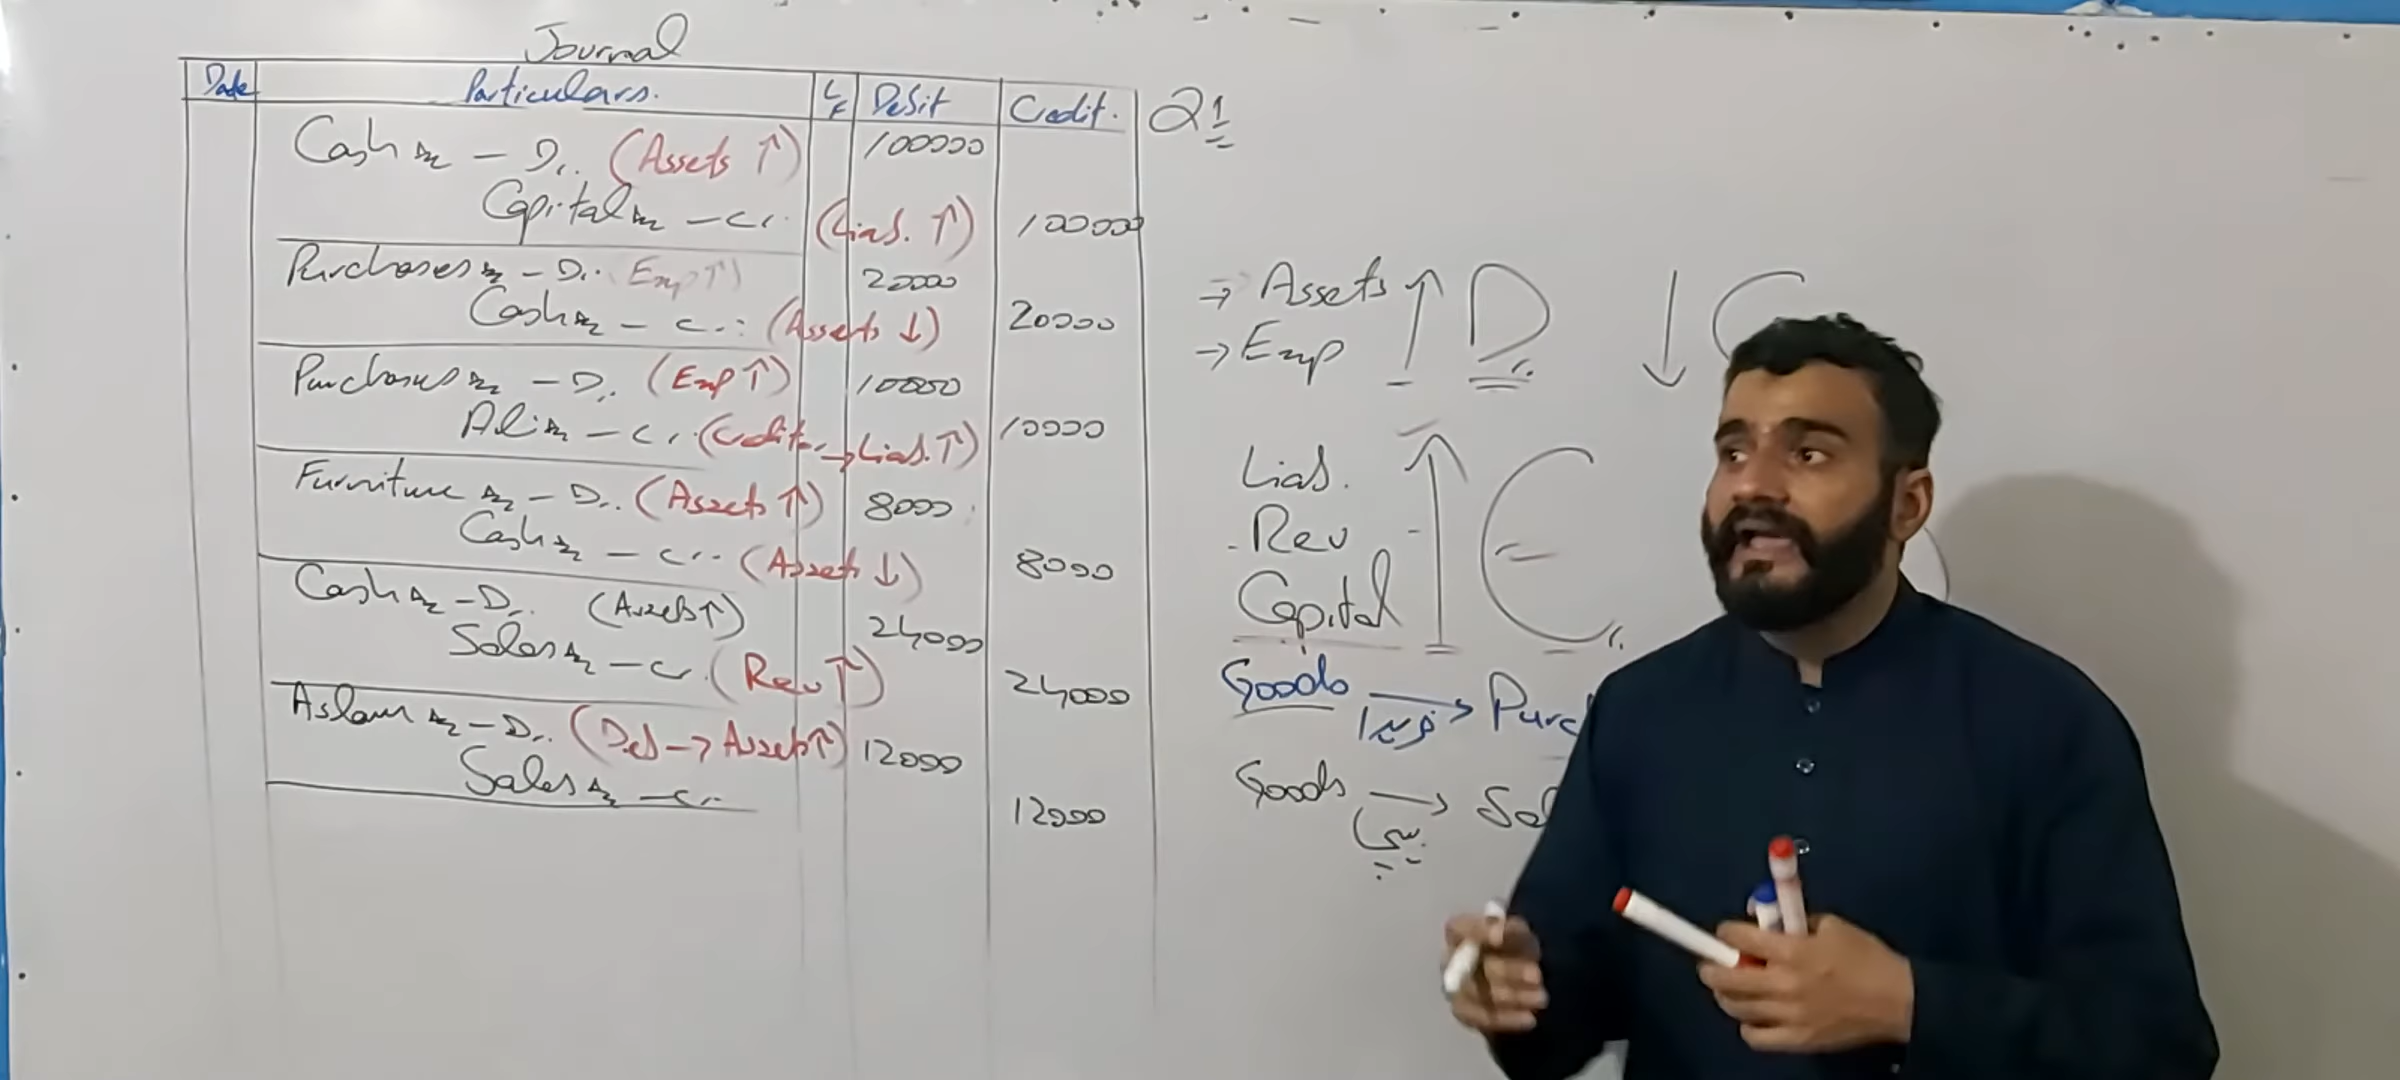 Journal
Date Particulars. L F Debit Credit. Q1
Cash A/c - Dr. (Assets ↑) 100000
Capital A/c - Cr. (Liab. ↑) 100000
Purchases A/c - Dr. (Exp ↑) 20000
Cash A/c - Cr. (Assets ↓) 20000
Purchases A/c - Dr. (Exp ↑) 10000
Ali A/c - Cr. (Creditor → Liab. ↑) 10000
Furniture A/c - Dr. (Assets ↑) 8000
Cash A/c - Cr. (Assets ↓) 8000
Cash A/c - Dr. (Assets ↑) 24000
Sales A/c - Cr. (Rev ↑) 24000
Aslam A/c - Dr. (Deb → Assets ↑) 12000
Sales A/c - Cr. 12000
→ Assets ↑ D ↓ C
→ Exp
Liab. ↑ Cr.
- Rev
Capital
Goods → Purc
خریدا
Goods → Sal
بیچی